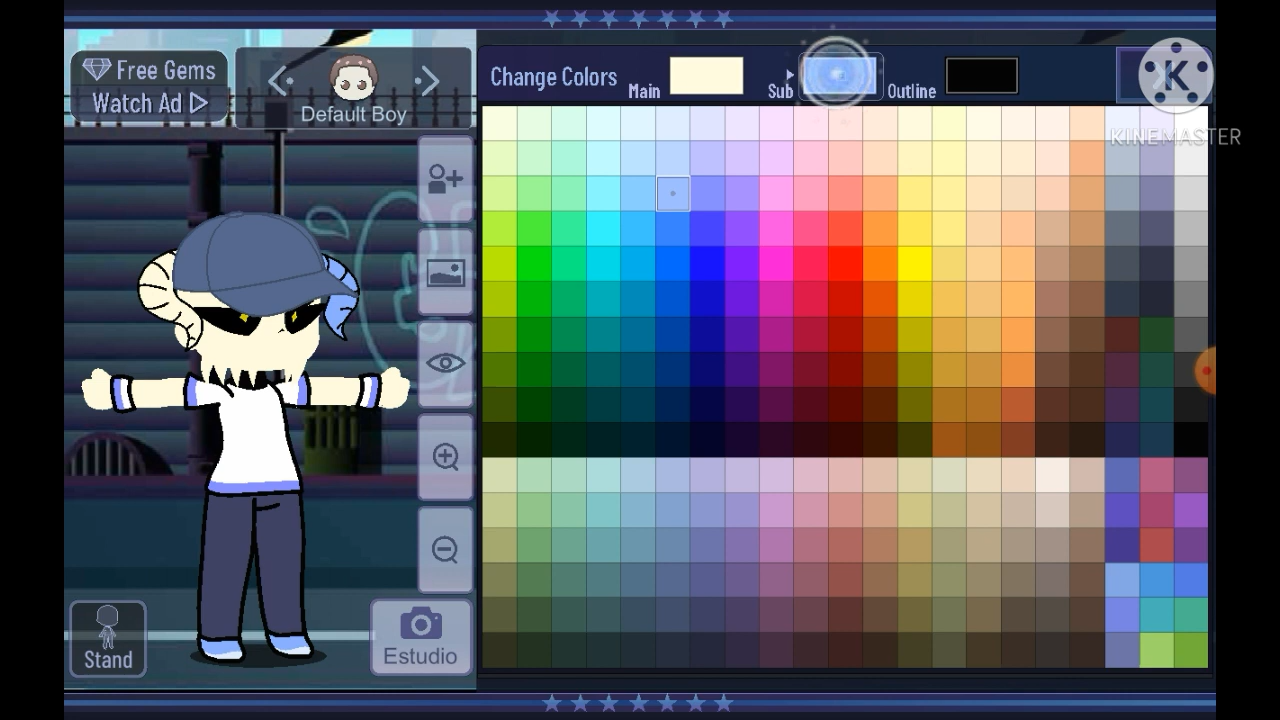 Free Gems
Watch Ad
Default Boy
Change Colors
Main
Sub
Outline
K
KINEMASTER
Stand
Estudio